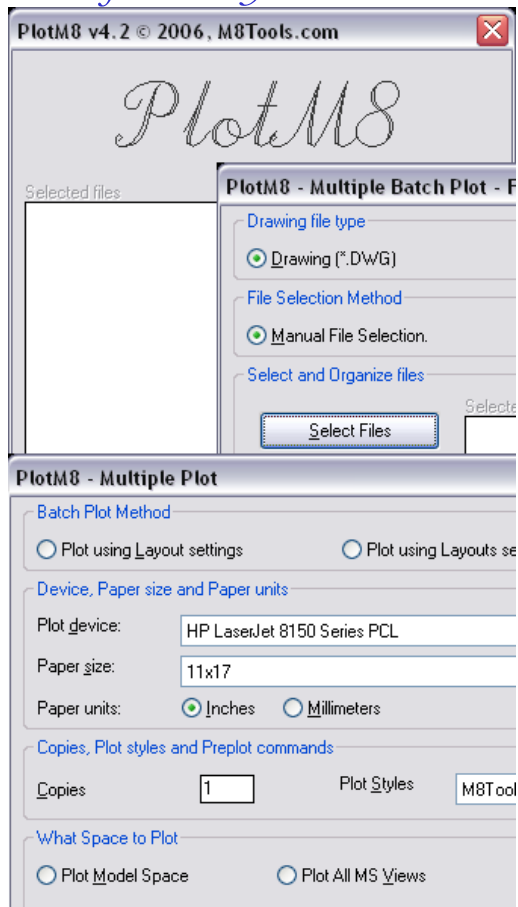 PlotM8 v4.2 © 2006, M8Tools.com
PlotM8
Selected files
PlotM8 - Multiple Batch Plot - F
Drawing file type
Drawing (*.DWG)
File Selection Method
Manual File Selection.
Select and Organize files
Selecte
Select Files
PlotM8 - Multiple Plot
Batch Plot Method
Plot using Layout settings Plot using Layouts se
Device, Paper size and Paper units
Plot device: HP LaserJet 8150 Series PCL
Paper size: 11x17
Paper units: Inches Millimeters
Copies, Plot styles and Preplot commands
Copies 1 Plot Styles M8Tool
What Space to Plot
Plot Model Space Plot All MS Views